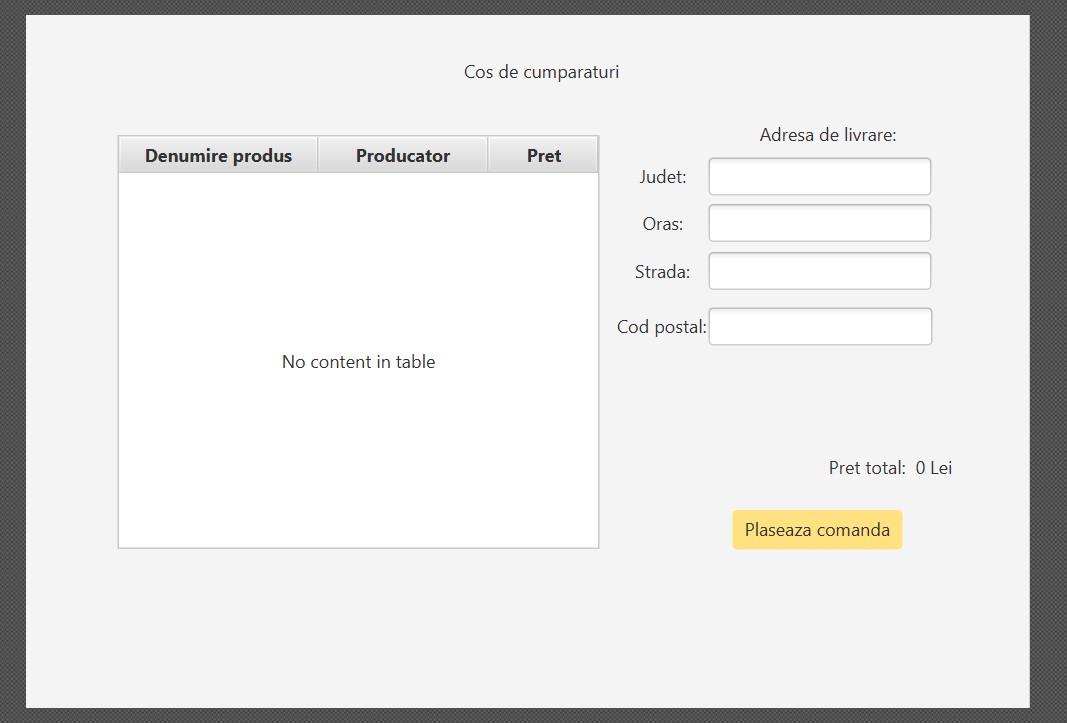 Cos de cumparaturi
Denumire produs Producator Pret
No content in table
Adresa de livrare:
Judet:
Oras:
Strada:
Cod postal:
Pret total: 0 Lei
Plaseaza comanda